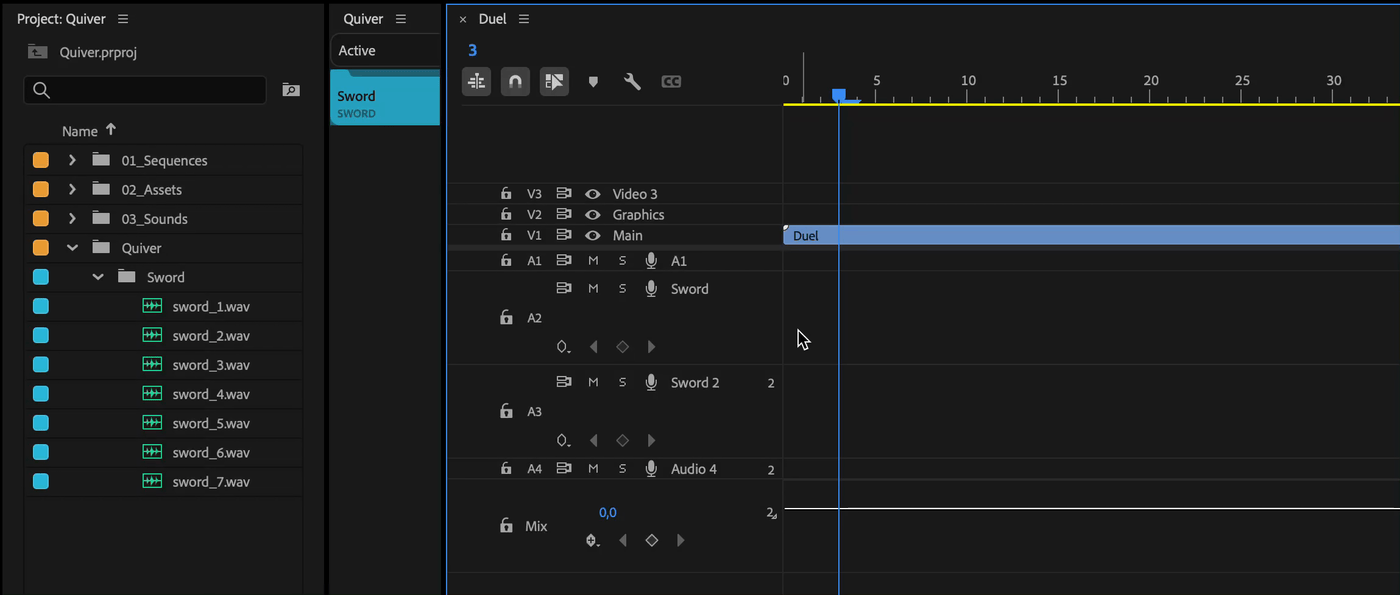 Project: Quiver
Quiver.prproj
Name
01_Sequences
02_Assets
03_Sounds
Quiver
Sword
sword_1.wav
sword_2.wav
sword_3.wav
sword_4.wav
sword_5.wav
sword_6.wav
sword_7.wav
Quiver
Active
Sword
SWORD
× Duel
3
CC
0 5 10 15 20 25 30
V3 Video 3
V2 Graphics
V1 Main
Duel
A1 M S A1
M S Sword
A2
M S Sword 2 2
A3
A4 M S Audio 4 2
0,0 2
Mix